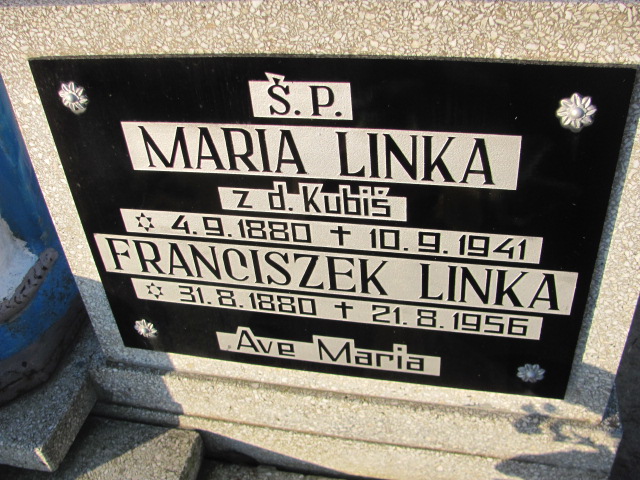 Š.P.
MARIA LINKA
z d. Kubiš
✡ 4.9.1880 ✝ 10.9.1941
FRANCISZEK LINKA
✡ 31.8.1880 ✝ 21.8.1956
Ave Maria